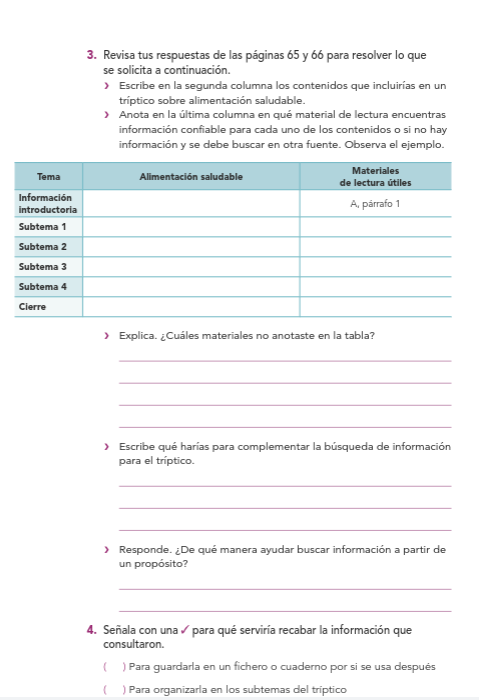 3. Revisa tus respuestas de las páginas 65 y 66 para resolver lo que
se solicita a continuación.
› Escribe en la segunda columna los contenidos que incluirías en un
tríptico sobre alimentación saludable.
› Anota en la última columna en qué material de lectura encuentras
información confiable para cada uno de los contenidos o si no hay
información y se debe buscar en otra fuente. Observa el ejemplo.
Tema Alimentación saludable Materiales
de lectura útiles
Información
introductoria A, párrafo 1
Subtema 1
Subtema 2
Subtema 3
Subtema 4
Cierre
› Explica. ¿Cuáles materiales no anotaste en la tabla?
› Escribe qué harías para complementar la búsqueda de información
para el tríptico.
› Responde. ¿De qué manera ayudar buscar información a partir de
un propósito?
4. Señala con una ✓ para qué serviría recabar la información que
consultaron.
( ) Para guardarla en un fichero o cuaderno por si se usa después
( ) Para organizarla en los subtemas del tríptico